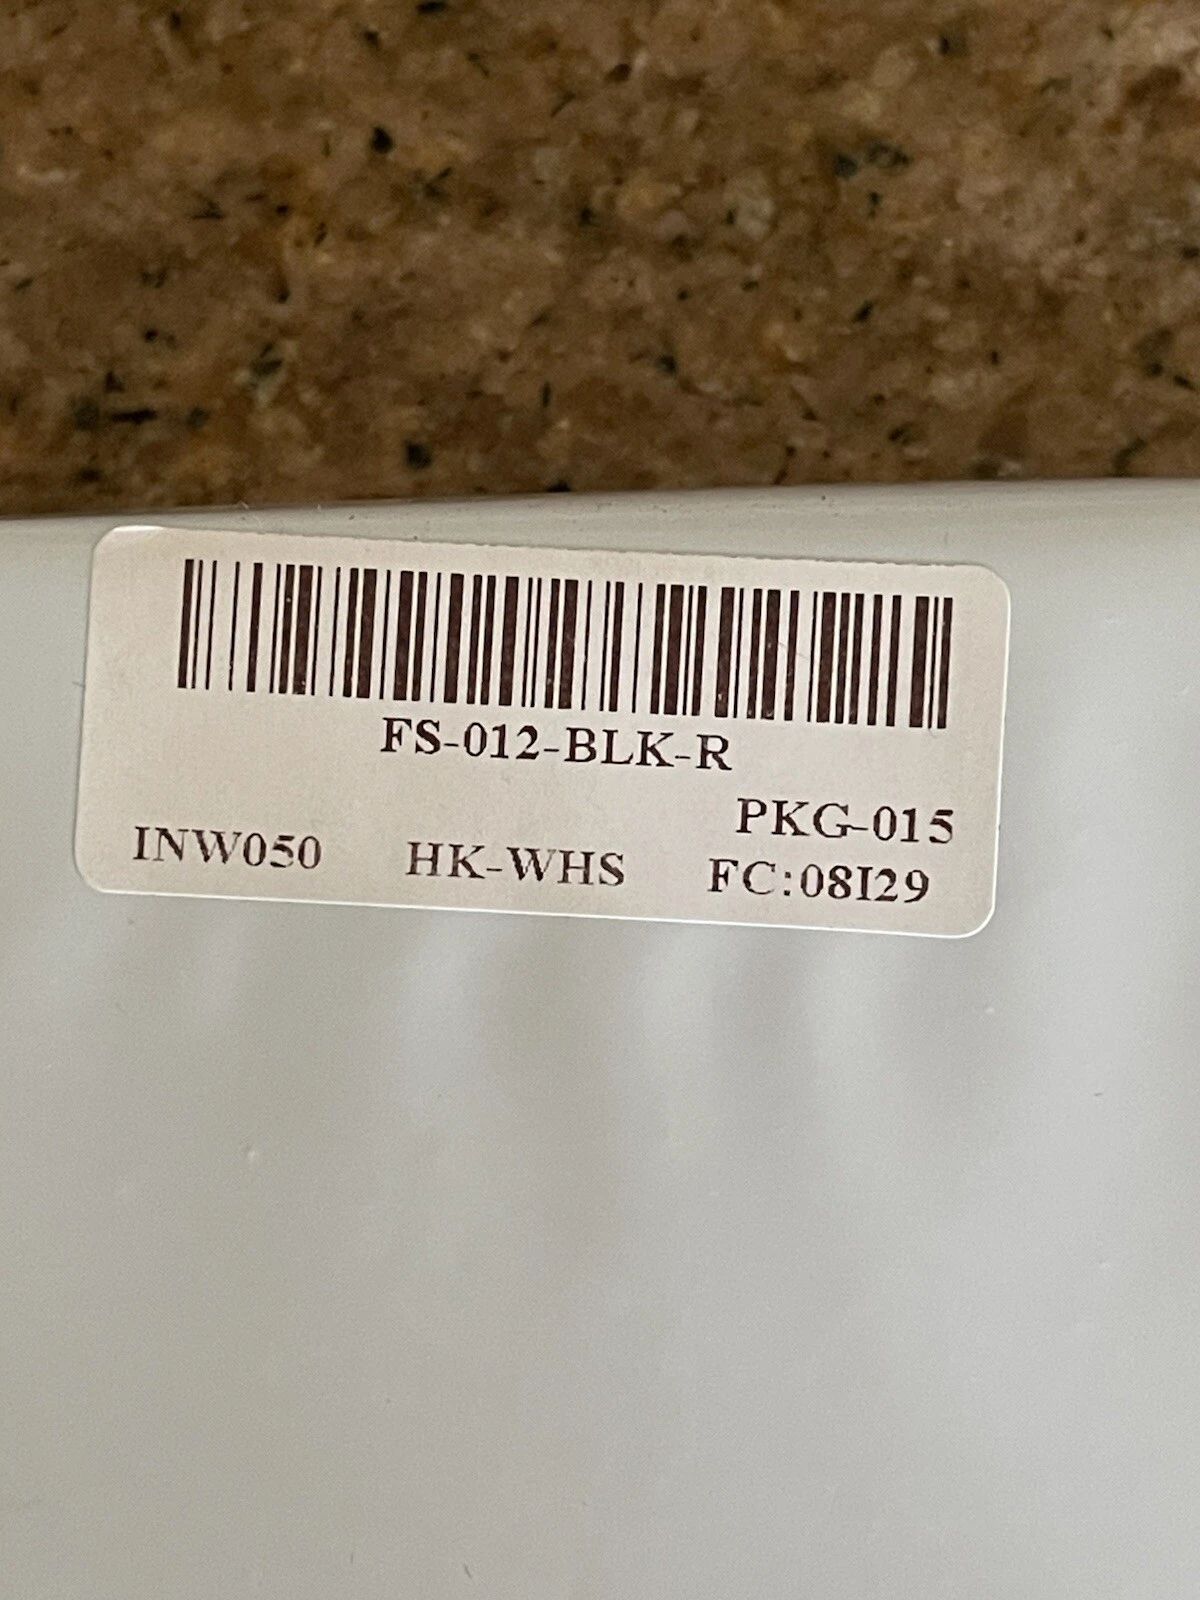 FS-012-BLK-R
PKG-015
INW050 HK-WHS FC:08I29